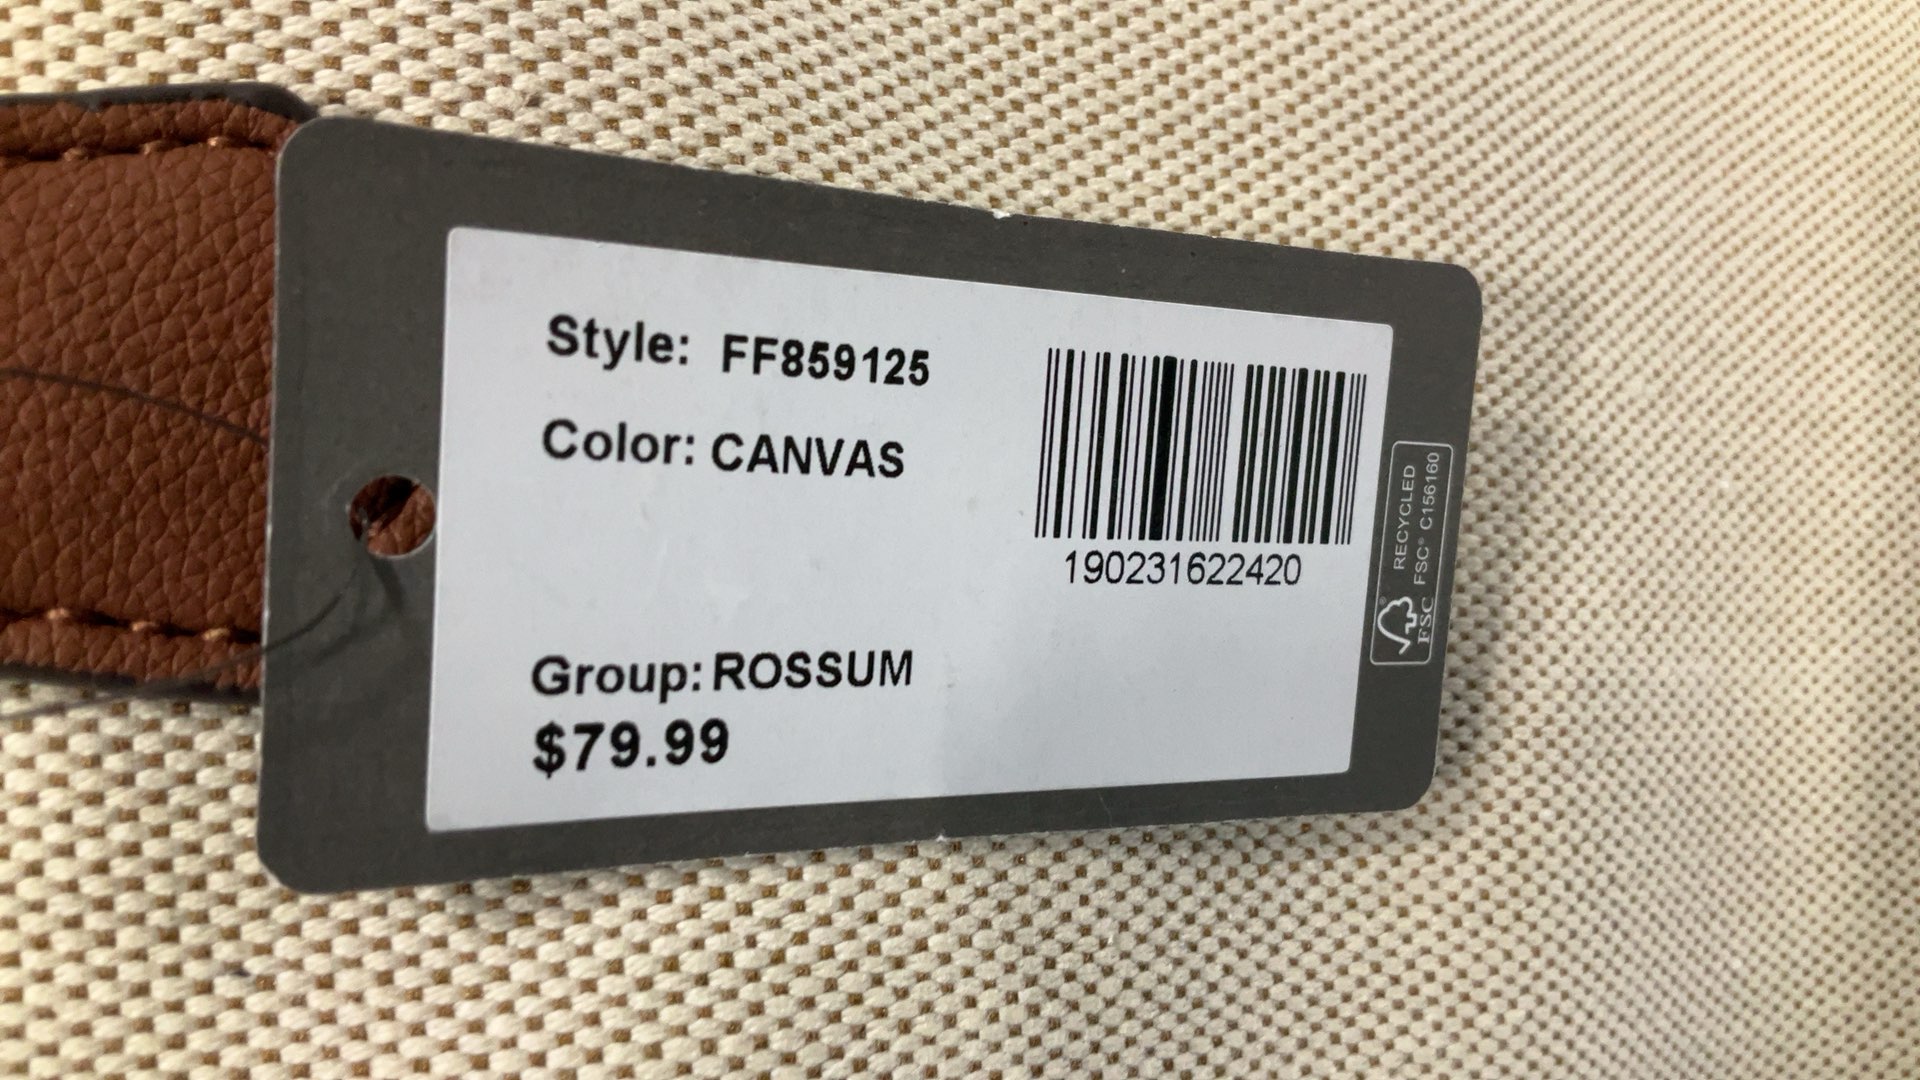 Style: FF859125
Color: CANVAS
190231622420
Group: ROSSUM
$79.99
RECYCLED
FSC® FSC® C156160